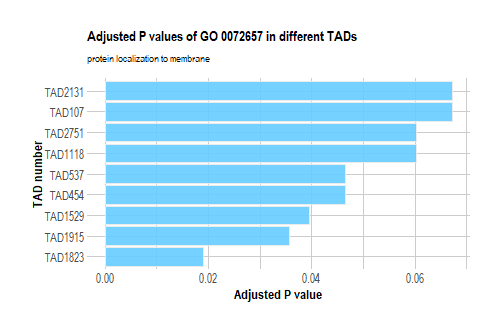 Adjusted P values of GO 0072657 in different TADs
protein localization to membrane
TAD number
TAD2131
TAD107
TAD2751
TAD1118
TAD537
TAD454
TAD1529
TAD1915
TAD1823
0.00 0.02 0.04 0.06
Adjusted P value